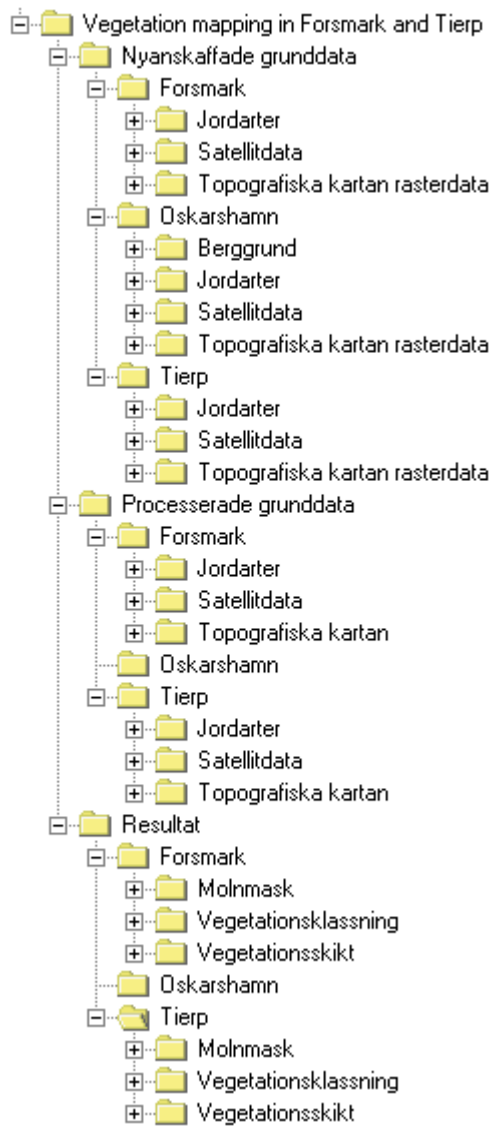 Vegetation mapping in Forsmark and Tierp
Nyanskaffade grunddata
Forsmark
Jordarter
Satellitdata
Topografiska kartan rasterdata
Oskarshamn
Berggrund
Jordarter
Satellitdata
Topografiska kartan rasterdata
Tierp
Jordarter
Satellitdata
Topografiska kartan rasterdata
Processerade grunddata
Forsmark
Jordarter
Satellitdata
Topografiska kartan
Oskarshamn
Tierp
Jordarter
Satellitdata
Topografiska kartan
Resultat
Forsmark
Molnmask
Vegetationsklassning
Vegetationsskikt
Oskarshamn
Tierp
Molnmask
Vegetationsklassning
Vegetationsskikt